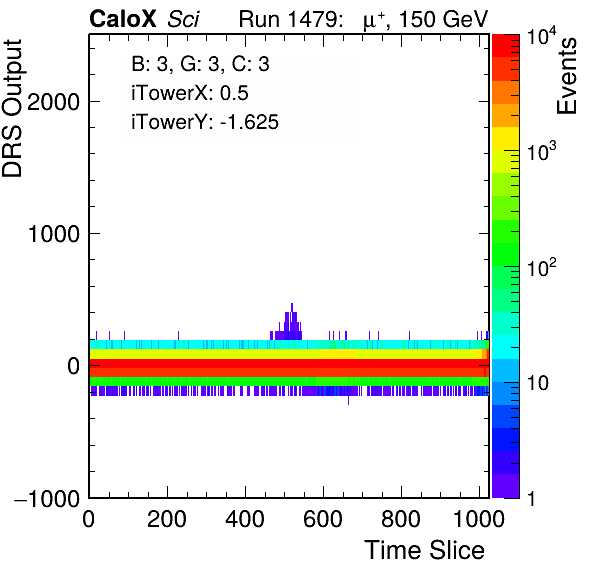 CaloX Sci Run 1479: μ⁺, 150 GeV
B: 3, G: 3, C: 3
iTowerX: 0.5
iTowerY: -1.625
DRS Output
2000
1000
0
−1000
0 200 400 600 800 1000
Time Slice
Events
10⁴
10³
10²
10
1